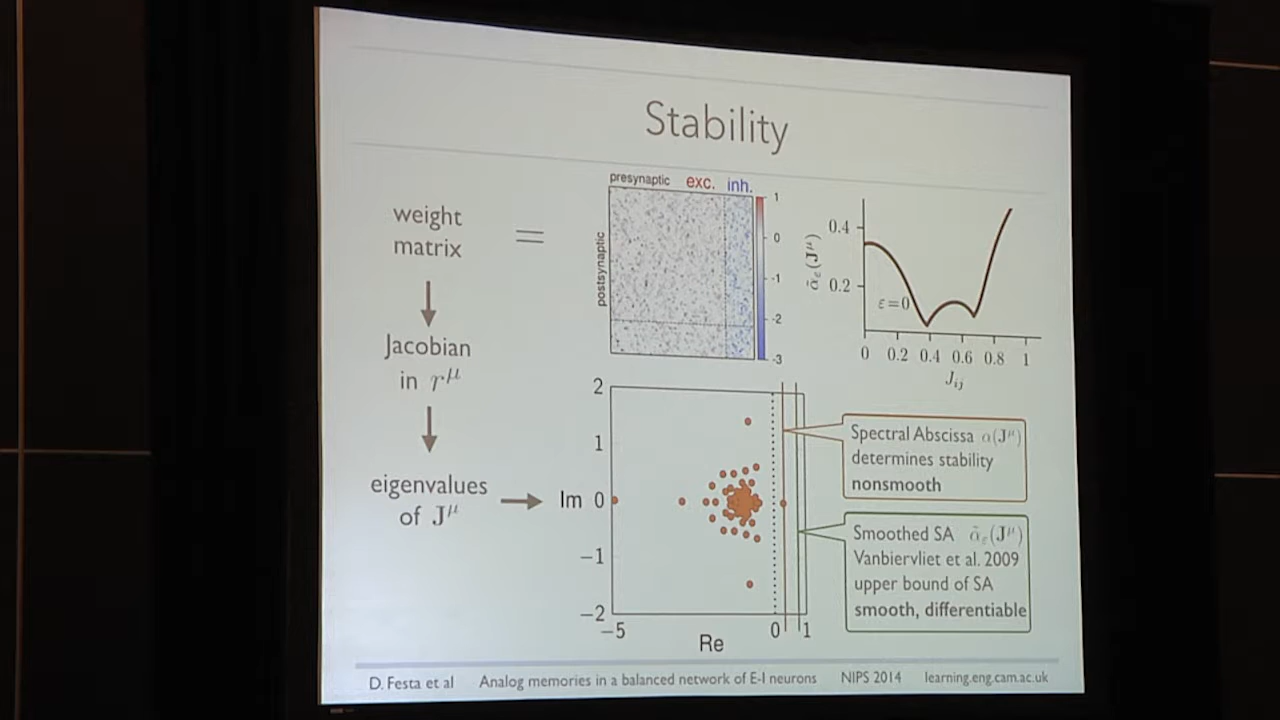 Stability
weight
matrix
=
presynaptic exc. inh.
postsynaptic
1
0
-1
-2
-3
0.4
0.2
ε=0
0 0.2 0.4 0.6 0.8 1
J_ij
α̃_ε(J^μ)
Jacobian
in r^μ
eigenvalues
of J^μ
Im
2
1
0
−1
−2
−5 0 1
Re
Spectral Abscissa α(J^μ)
determines stability
nonsmooth
Smoothed SA α̃_ε(J^μ)
Vanbiervliet et al. 2009
upper bound of SA
smooth, differentiable
D. Festa et al Analog memories in a balanced network of E-I neurons NIPS 2014 learning.eng.cam.ac.uk